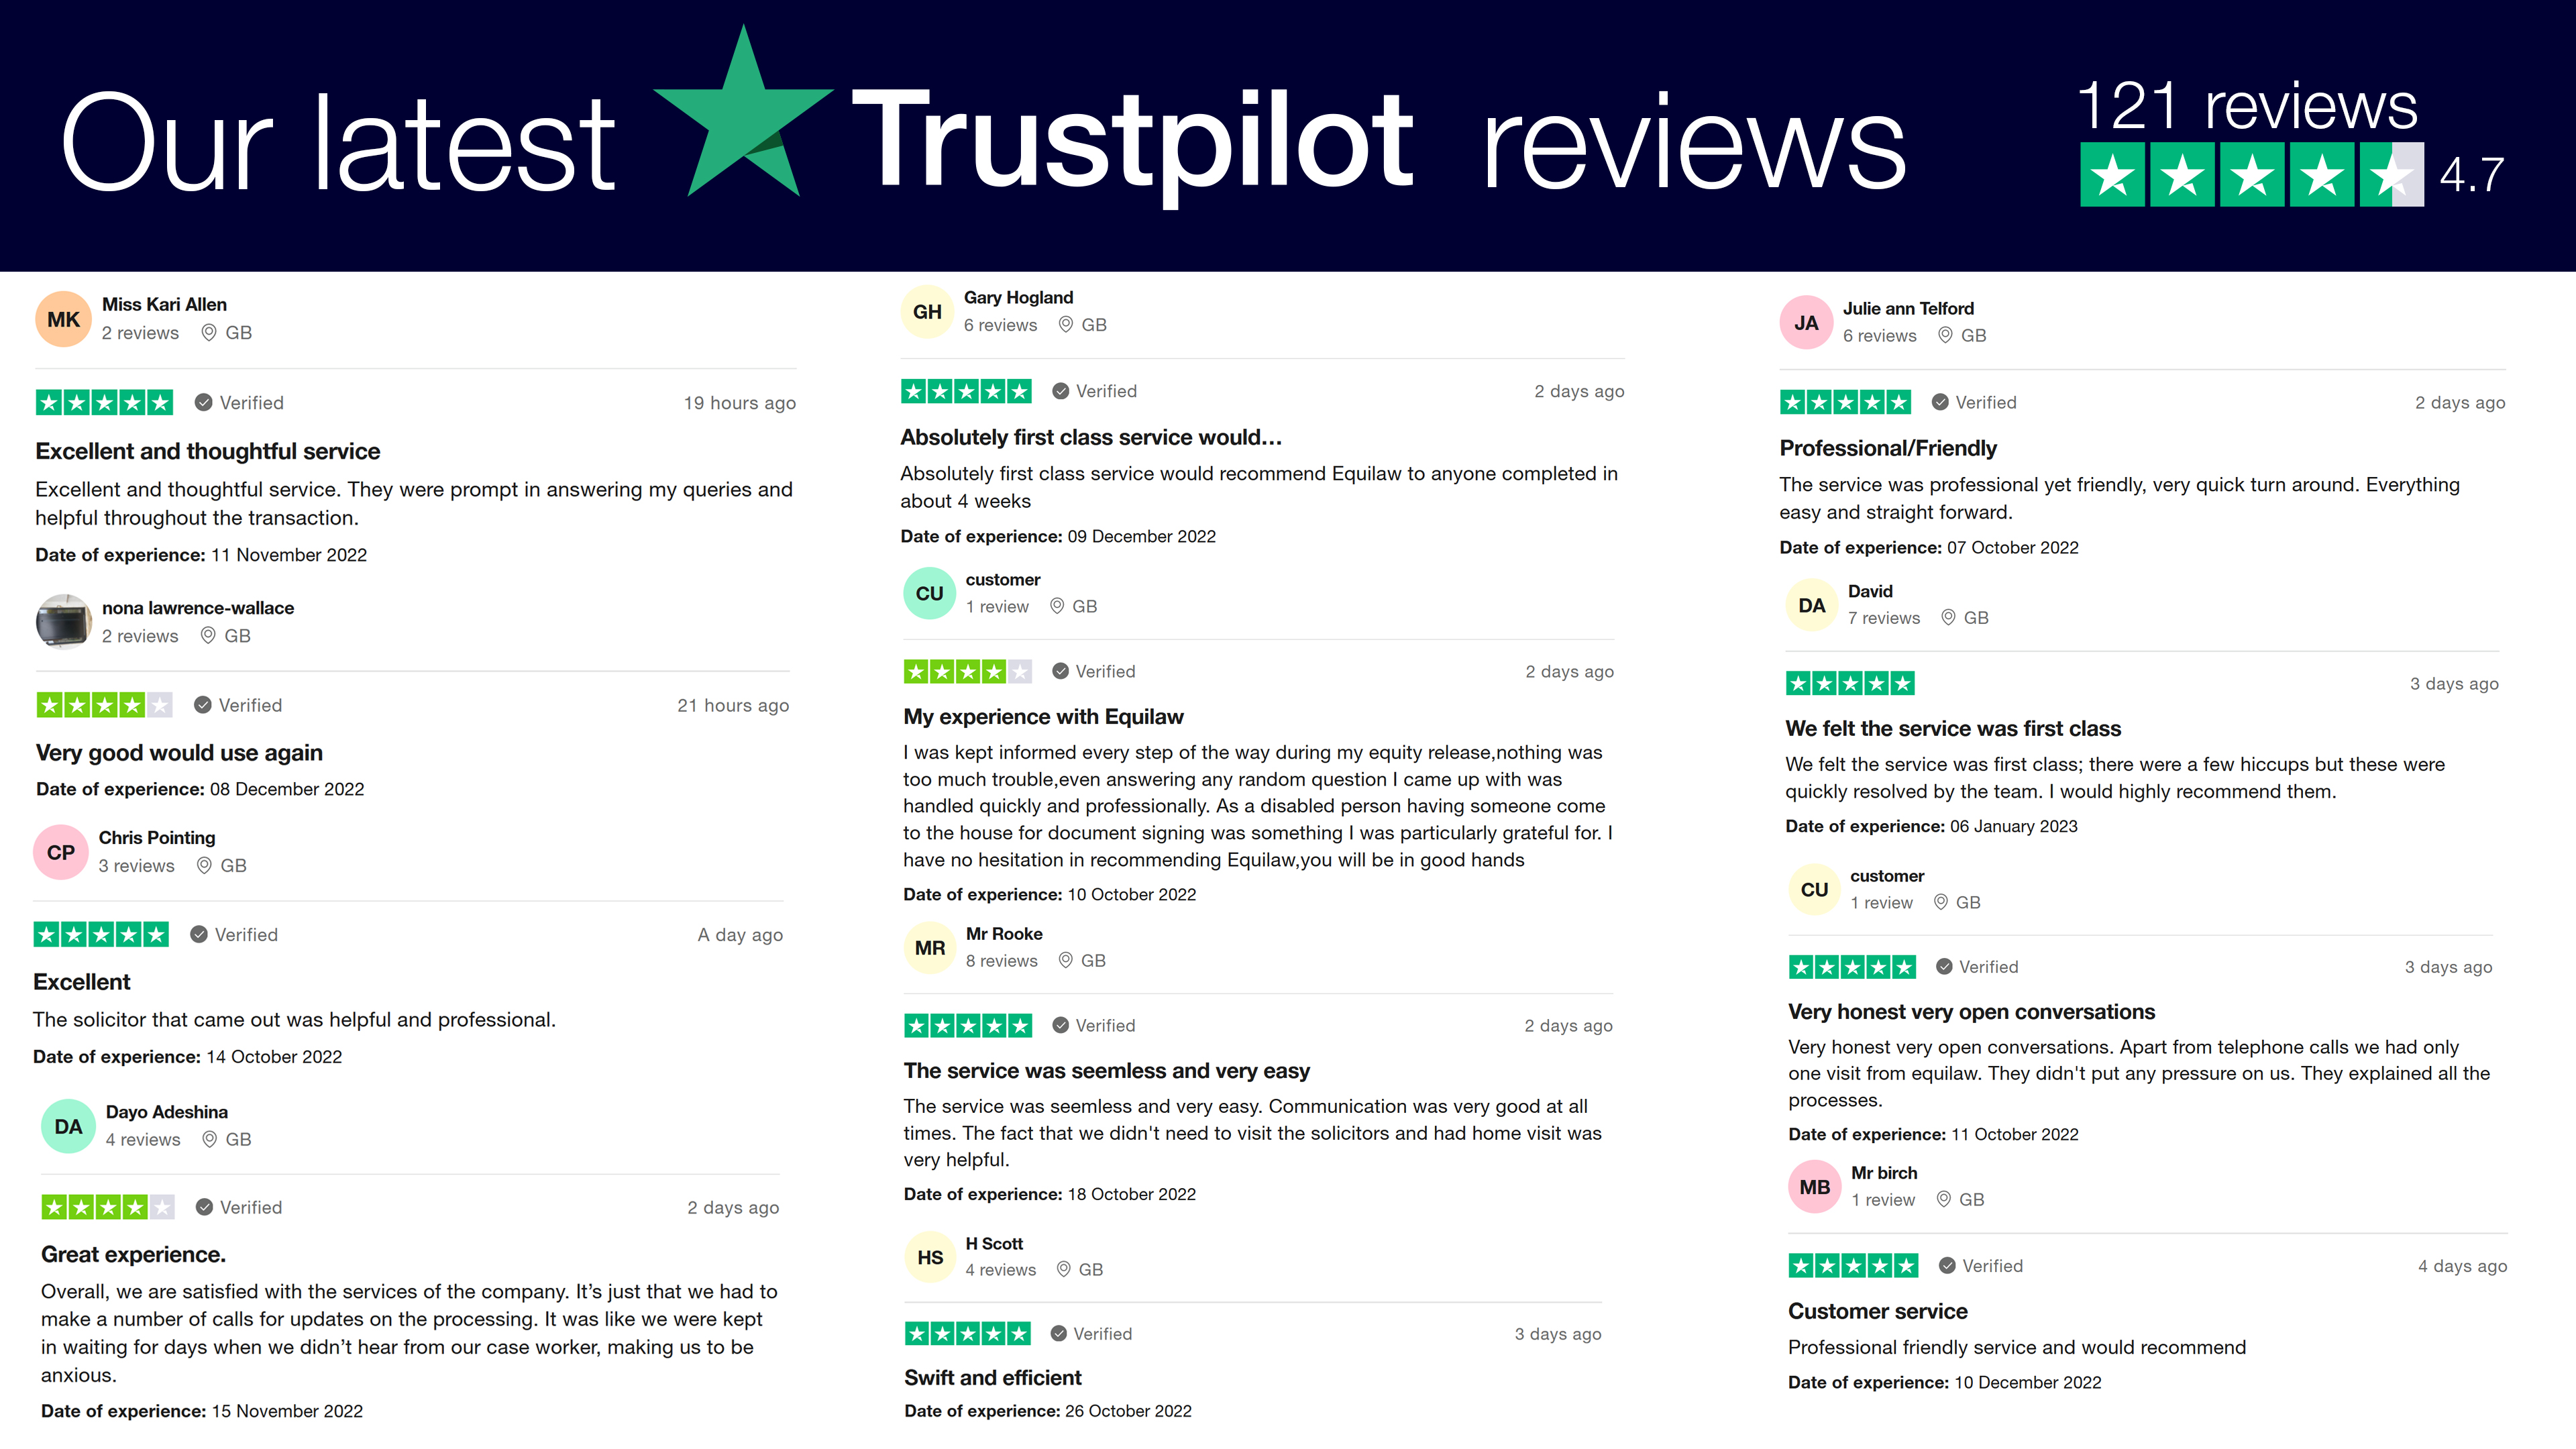 Our latest Trustpilot reviews
121 reviews
4.7
MK
Miss Kari Allen
2 reviews GB
Verified 19 hours ago
Excellent and thoughtful service
Excellent and thoughtful service. They were prompt in answering my queries and
helpful throughout the transaction.
Date of experience: 11 November 2022
nona lawrence-wallace
2 reviews GB
Verified 21 hours ago
Very good would use again
Date of experience: 08 December 2022
CP
Chris Pointing
3 reviews GB
Verified A day ago
Excellent
The solicitor that came out was helpful and professional.
Date of experience: 14 October 2022
DA
Dayo Adeshina
4 reviews GB
Verified 2 days ago
Great experience.
Overall, we are satisfied with the services of the company. It’s just that we had to
make a number of calls for updates on the processing. It was like we were kept
in waiting for days when we didn’t hear from our case worker, making us to be
anxious.
Date of experience: 15 November 2022
GH
Gary Hogland
6 reviews GB
Verified 2 days ago
Absolutely first class service would...
Absolutely first class service would recommend Equilaw to anyone completed in
about 4 weeks
Date of experience: 09 December 2022
CU
customer
1 review GB
Verified 2 days ago
My experience with Equilaw
I was kept informed every step of the way during my equity release,nothing was
too much trouble,even answering any random question I came up with was
handled quickly and professionally. As a disabled person having someone come
to the house for document signing was something I was particularly grateful for. I
have no hesitation in recommending Equilaw,you will be in good hands
Date of experience: 10 October 2022
MR
Mr Rooke
8 reviews GB
Verified 2 days ago
The service was seemless and very easy
The service was seemless and very easy. Communication was very good at all
times. The fact that we didn't need to visit the solicitors and had home visit was
very helpful.
Date of experience: 18 October 2022
HS
H Scott
4 reviews GB
Verified 3 days ago
Swift and efficient
Date of experience: 26 October 2022
JA
Julie ann Telford
6 reviews GB
Verified 2 days ago
Professional/Friendly
The service was professional yet friendly, very quick turn around. Everything
easy and straight forward.
Date of experience: 07 October 2022
DA
David
7 reviews GB
3 days ago
We felt the service was first class
We felt the service was first class; there were a few hiccups but these were
quickly resolved by the team. I would highly recommend them.
Date of experience: 06 January 2023
CU
customer
1 review GB
Verified 3 days ago
Very honest very open conversations
Very honest very open conversations. Apart from telephone calls we had only
one visit from equilaw. They didn't put any pressure on us. They explained all the
processes.
Date of experience: 11 October 2022
MB
Mr birch
1 review GB
Verified 4 days ago
Customer service
Professional friendly service and would recommend
Date of experience: 10 December 2022